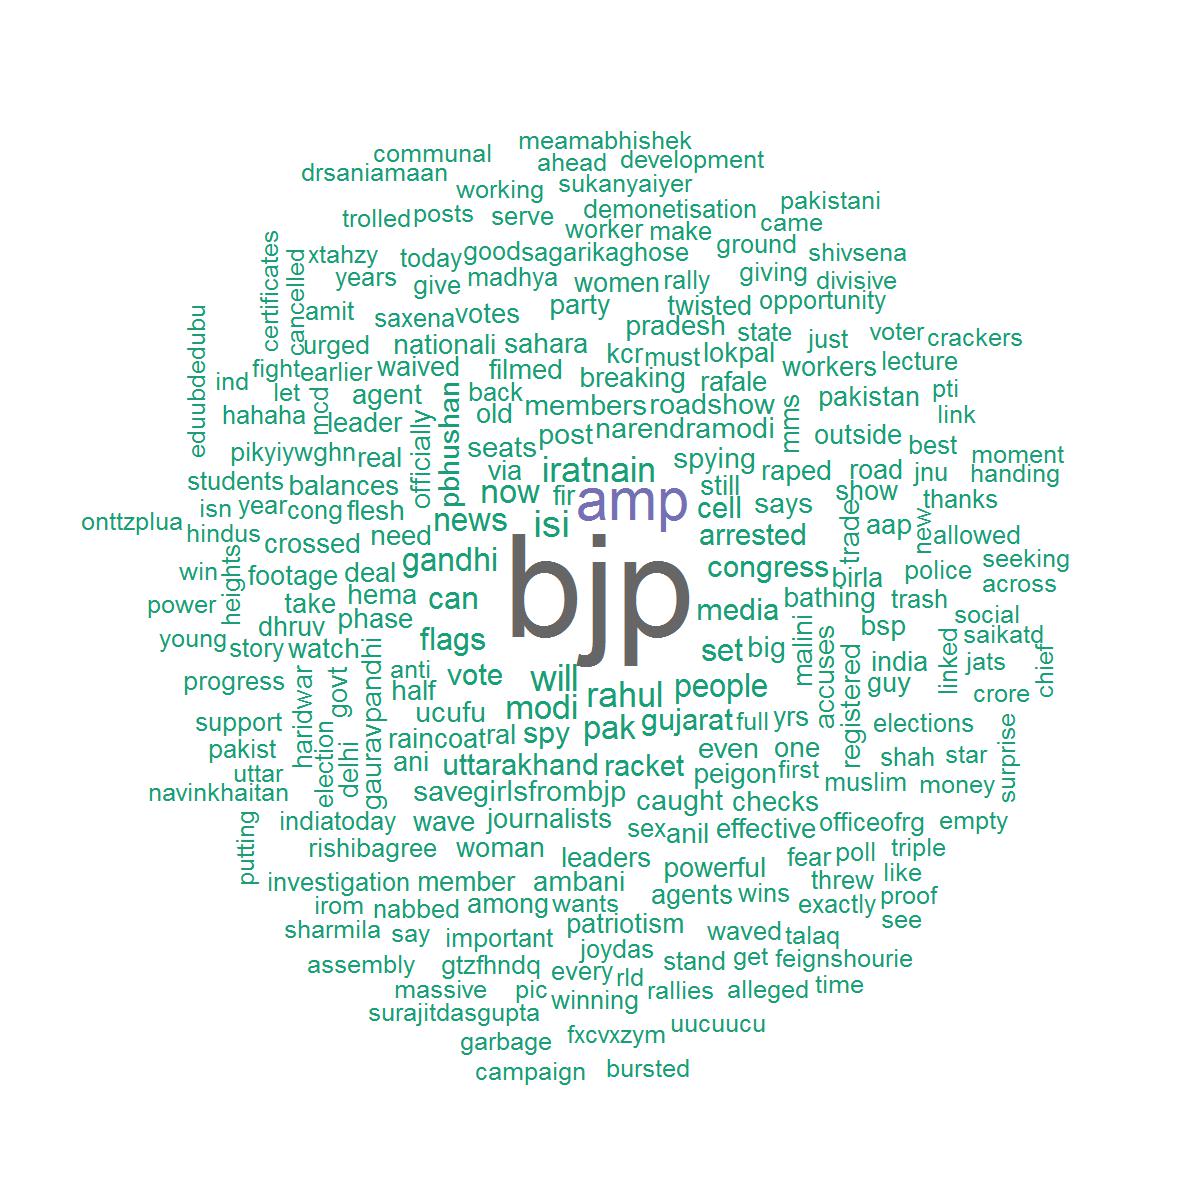 meamabhishek
communal
ahead development
drsaniamaan
working sukanyaiyer
pakistani
trolled posts serve demonetisation
worker make came
certificates
cancelled
xtahzy today good sagarikaghose ground shivsena
years give madhya women rally giving divisive
amit saxena votes party twisted opportunity
eduubdedubu
urged nationali sahara pradesh state just voter crackers
kcr must lokpal
fight earlier waived filmed breaking rafale workers lecture
ind let mcd agent back
hahaha leader old members roadshow mms pakistan pti
link
officially pbhushan
seats post narendramodi outside
pikyiywghn real best moment
via iratnain spying raped road jnu handing
students balances now fir amp still show
isn year cong flesh cell says thanks
onttzplua hindus news isi trade aap new allowed
crossed need arrested
heights
win footage deal gandhi bjp congress birla police seeking
across
power take hema can media bathing trash
young dhruv phase social
story watch flags set big malini accuses bsp saikatd
linked jats chief
progress haridwar govt gauravpandhi anti half vote will rahul people registered india guy crore
support ucufu modi pak gujarat full yrs elections
raincoat ral spy
pakist election delhi ani uttarakhand racket even one shah star surprise
uttar peigon first
navinkhaitan savegirlsfrombjp caught checks muslim money
putting indiatoday wave journalists sex anil effective officeofrg empty
rishibagree woman leaders powerful fear poll triple
investigation member ambani agents wins threw like
irom nabbed among wants exactly proof
sharmila say important patriotism waved talaq see
joydas
assembly gtzfhndq every rld stand get feignshourie
massive pic winning rallies alleged time
surajitdasgupta
garbage fxcvxzym uucuucu
campaign bursted